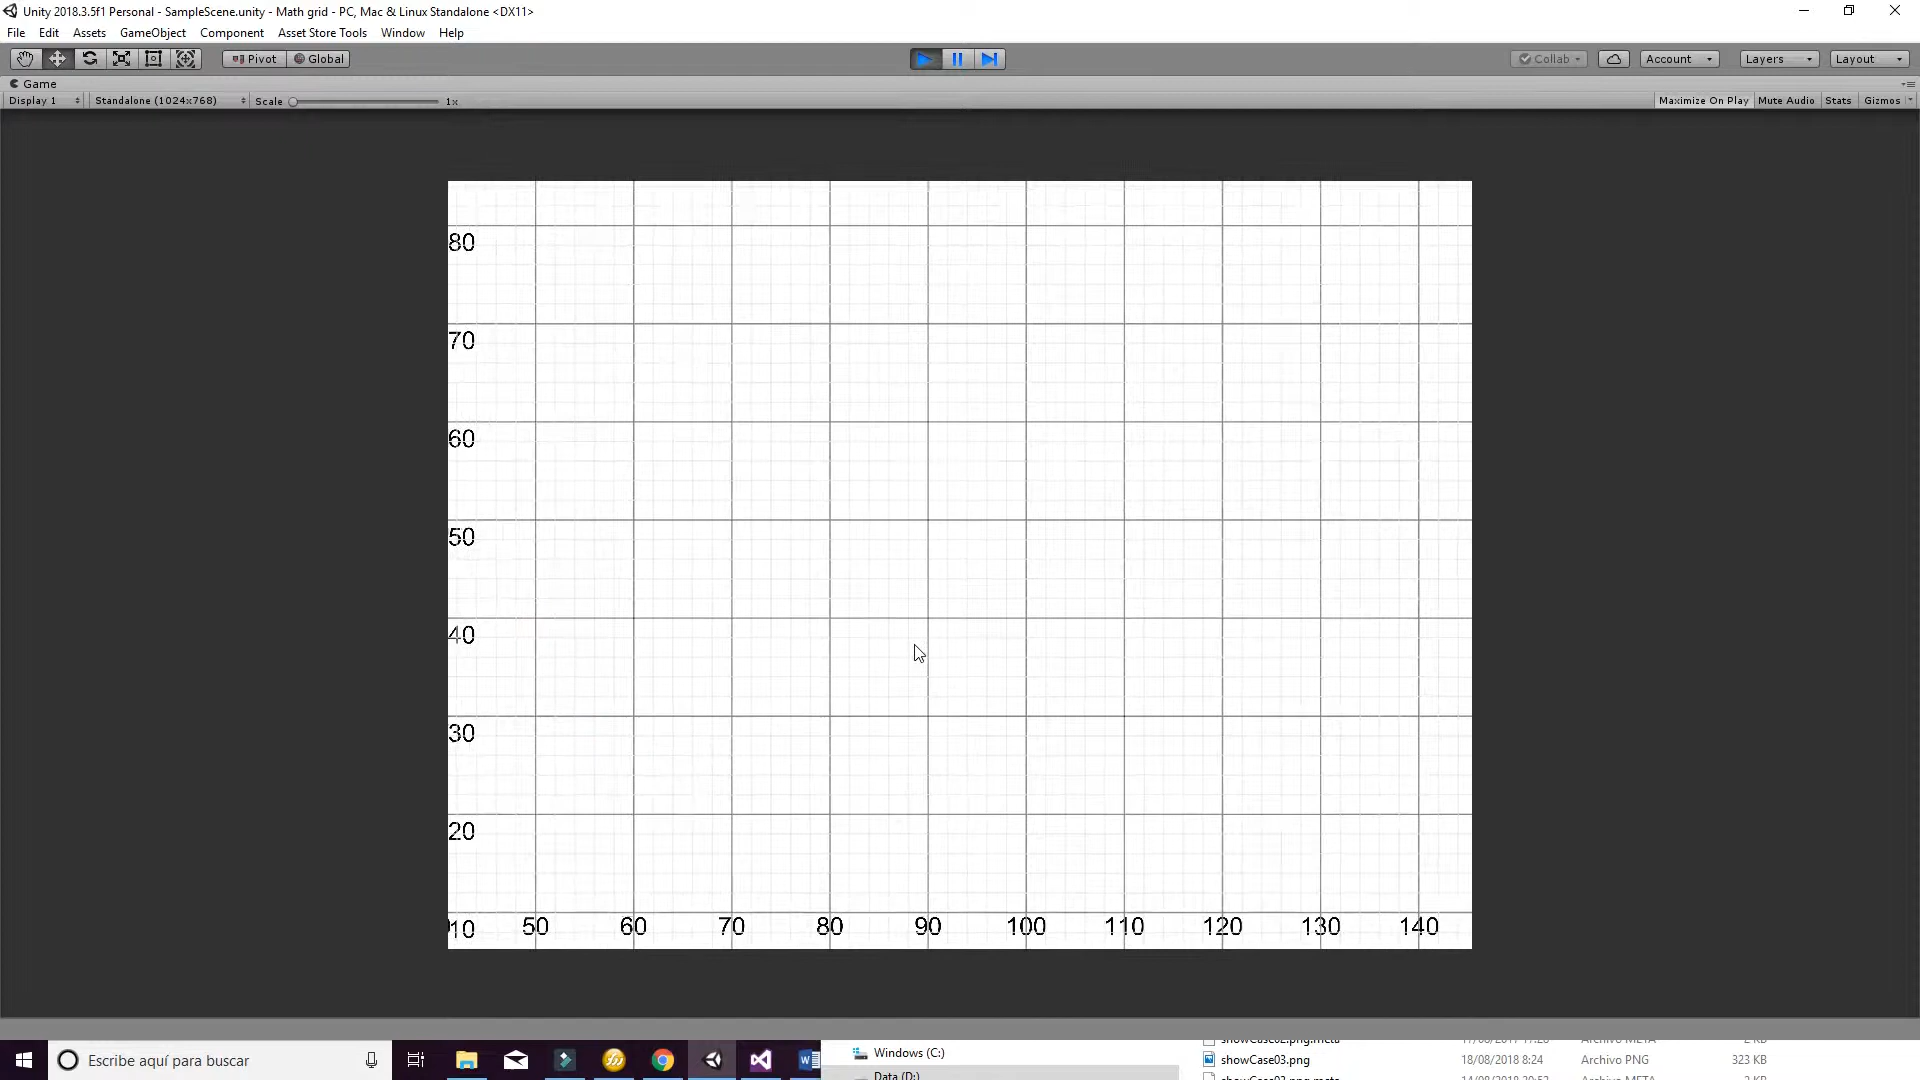 Unity 2018.3.5f1 Personal - SampleScene.unity - Math grid - PC, Mac & Linux Standalone <DX11>
File Edit Assets GameObject Component Asset Store Tools Window Help
Pivot Global Collab Account Layers Layout
Game
Display 1 Standalone (1024x768) Scale 1x Maximize On Play Mute Audio Stats Gizmos
80
70
60
50
40
30
20
10 50 60 70 80 90 100 110 120 130 140
Escribe aquí para buscar
Windows (C:)
Data (D:)
showCase03.png 18/08/2018 8:24 Archivo PNG 323 KB